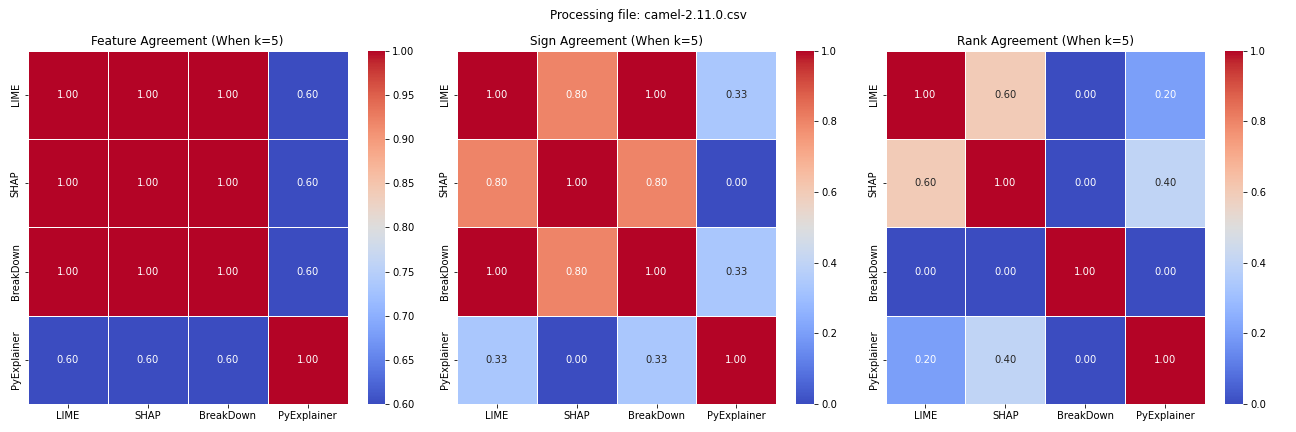 Processing file: camel-2.11.0.csv
Feature Agreement (When k=5)
LIME
SHAP
BreakDown
PyExplainer
1.00 1.00 1.00 0.60
1.00 1.00 1.00 0.60
1.00 1.00 1.00 0.60
0.60 0.60 0.60 1.00
LIME SHAP BreakDown PyExplainer
1.00
0.95
0.90
0.85
0.80
0.75
0.70
0.65
0.60
Sign Agreement (When k=5)
LIME
SHAP
BreakDown
PyExplainer
1.00 0.80 1.00 0.33
0.80 1.00 0.80 0.00
1.00 0.80 1.00 0.33
0.33 0.00 0.33 1.00
LIME SHAP BreakDown PyExplainer
1.0
0.8
0.6
0.4
0.2
0.0
Rank Agreement (When k=5)
LIME
SHAP
BreakDown
PyExplainer
1.00 0.60 0.00 0.20
0.60 1.00 0.00 0.40
0.00 0.00 1.00 0.00
0.20 0.40 0.00 1.00
LIME SHAP BreakDown PyExplainer
1.0
0.8
0.6
0.4
0.2
0.0